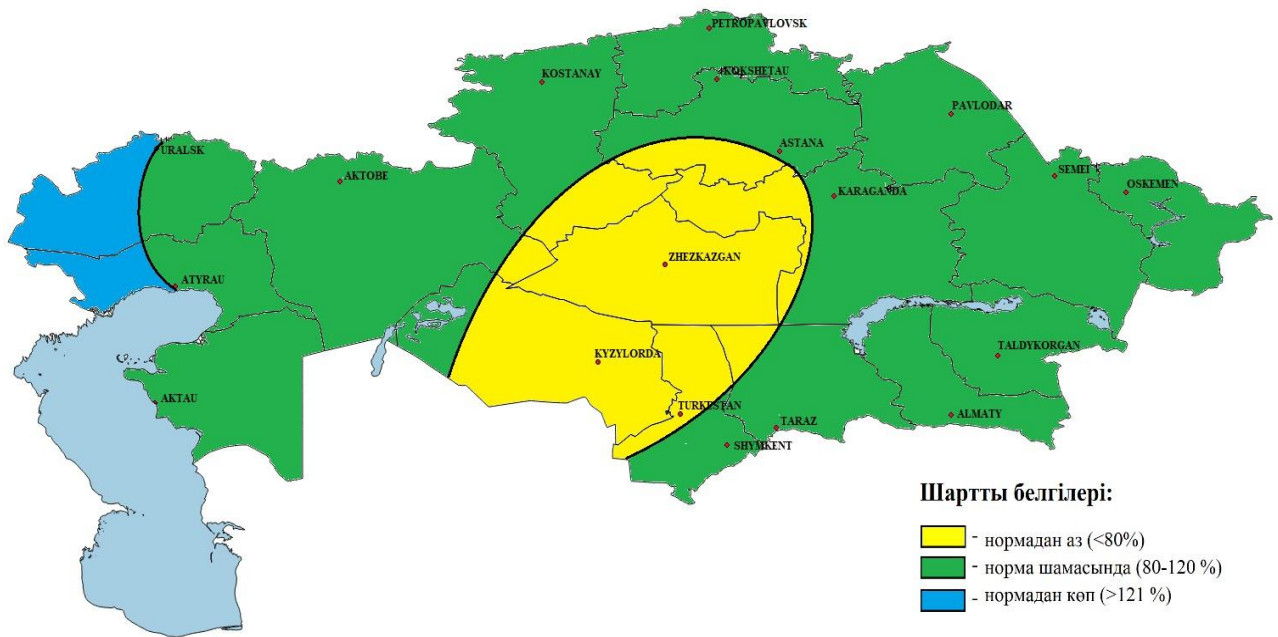 PETROPAVLOVSK
KOKSHETAU
KOSTANAY
PAVLODAR
ASTANA
URALSK
AKTOBE
SEMEI
OSKEMEN
KARAGANDA
ZHEZKAZGAN
ATYRAU
KYZYLORDA
TALDYKORGAN
AKTAU
TURKESTAN
ALMATY
TARAZ
SHYMKENT
Шартты белгілері:
- нормадан аз (<80%)
- норма шамасында (80-120 %)
- нормадан көп (>121 %)